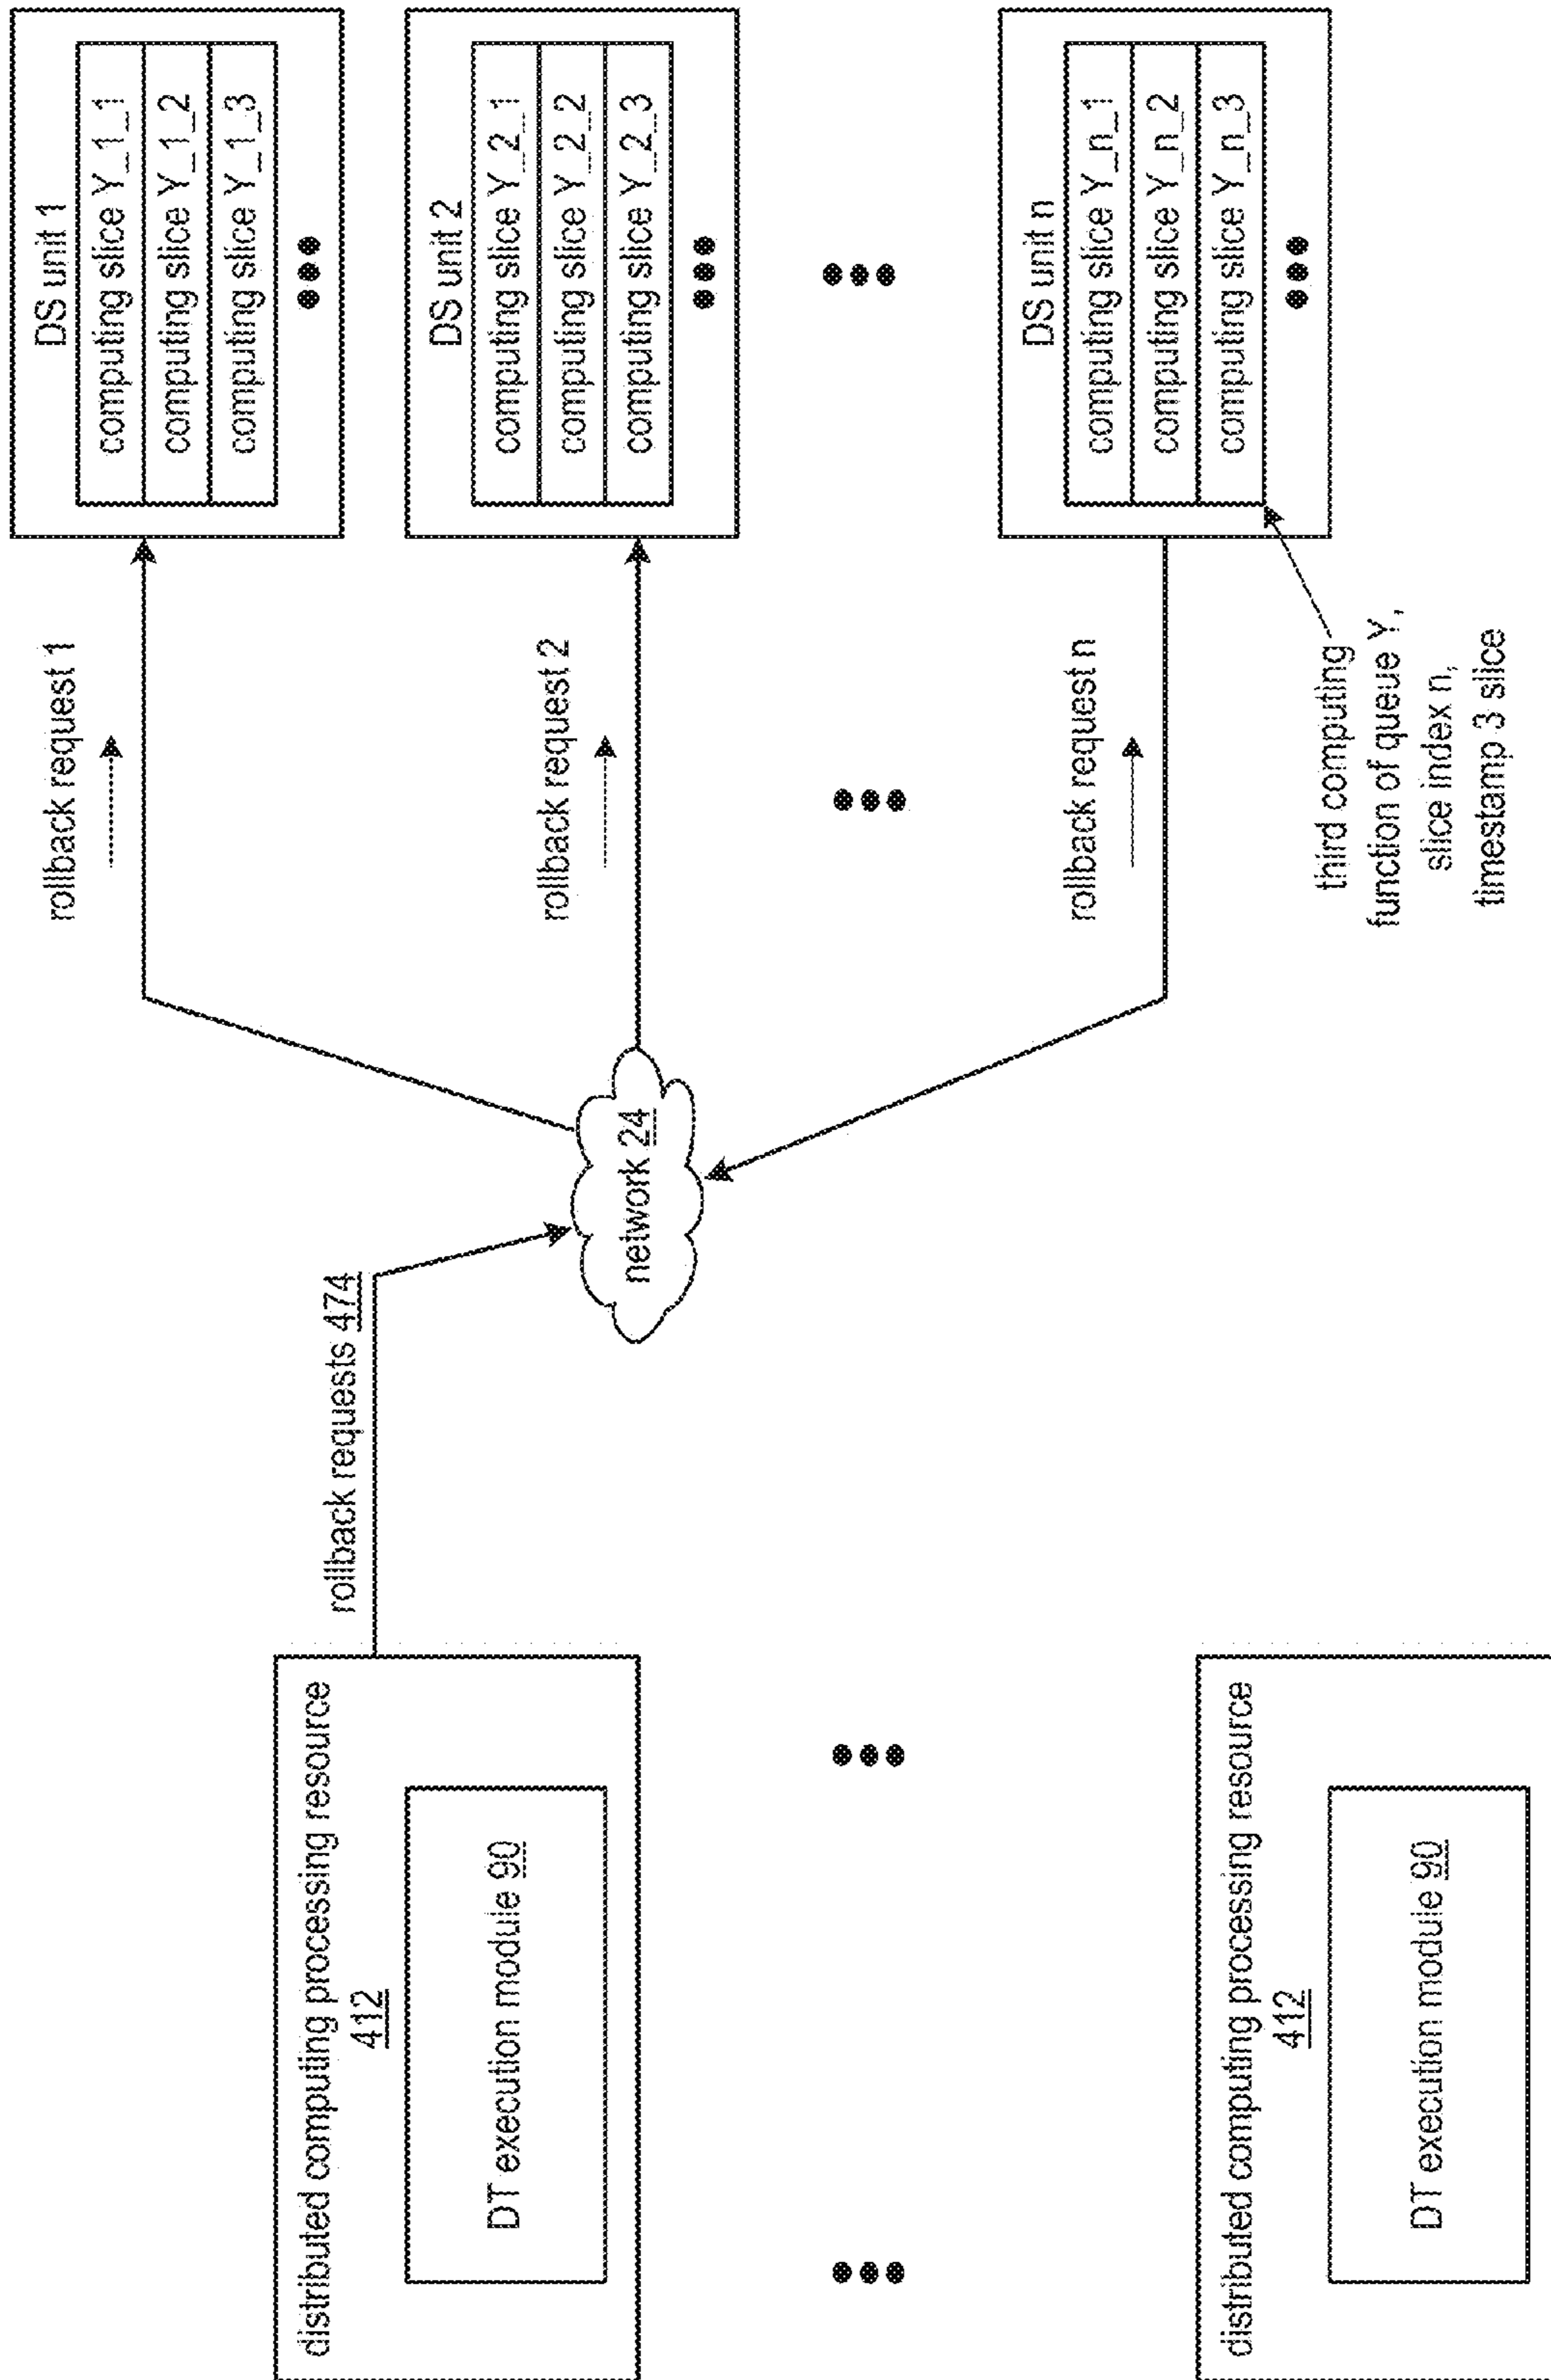 distributed computing processing resource
412
DT execution module 90
rollback requests 474
network 24
rollback request 1
DS unit 1
computing slice Y_1_1
computing slice Y_1_2
computing slice Y_1_3
rollback request 2
DS unit 2
computing slice Y_2_1
computing slice Y_2_2
computing slice Y_2_3
distributed computing processing resource
412
DT execution module 90
rollback request n
DS unit n
computing slice Y_n_1
computing slice Y_n_2
computing slice Y_n_3
third computing
function of queue Y,
slice index n,
timestamp 3 slice